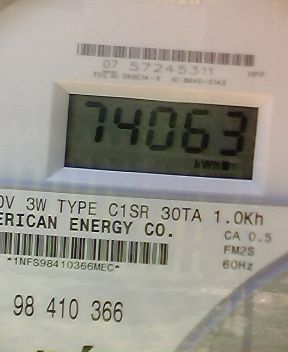 07 57245311
74063
kWh
0V 3W TYPE C1SR 30TA 1.0Kh
ERICAN ENERGY CO.
CA 0.5
FM2S
60Hz
*1NFS98410366MEC*
98 410 366